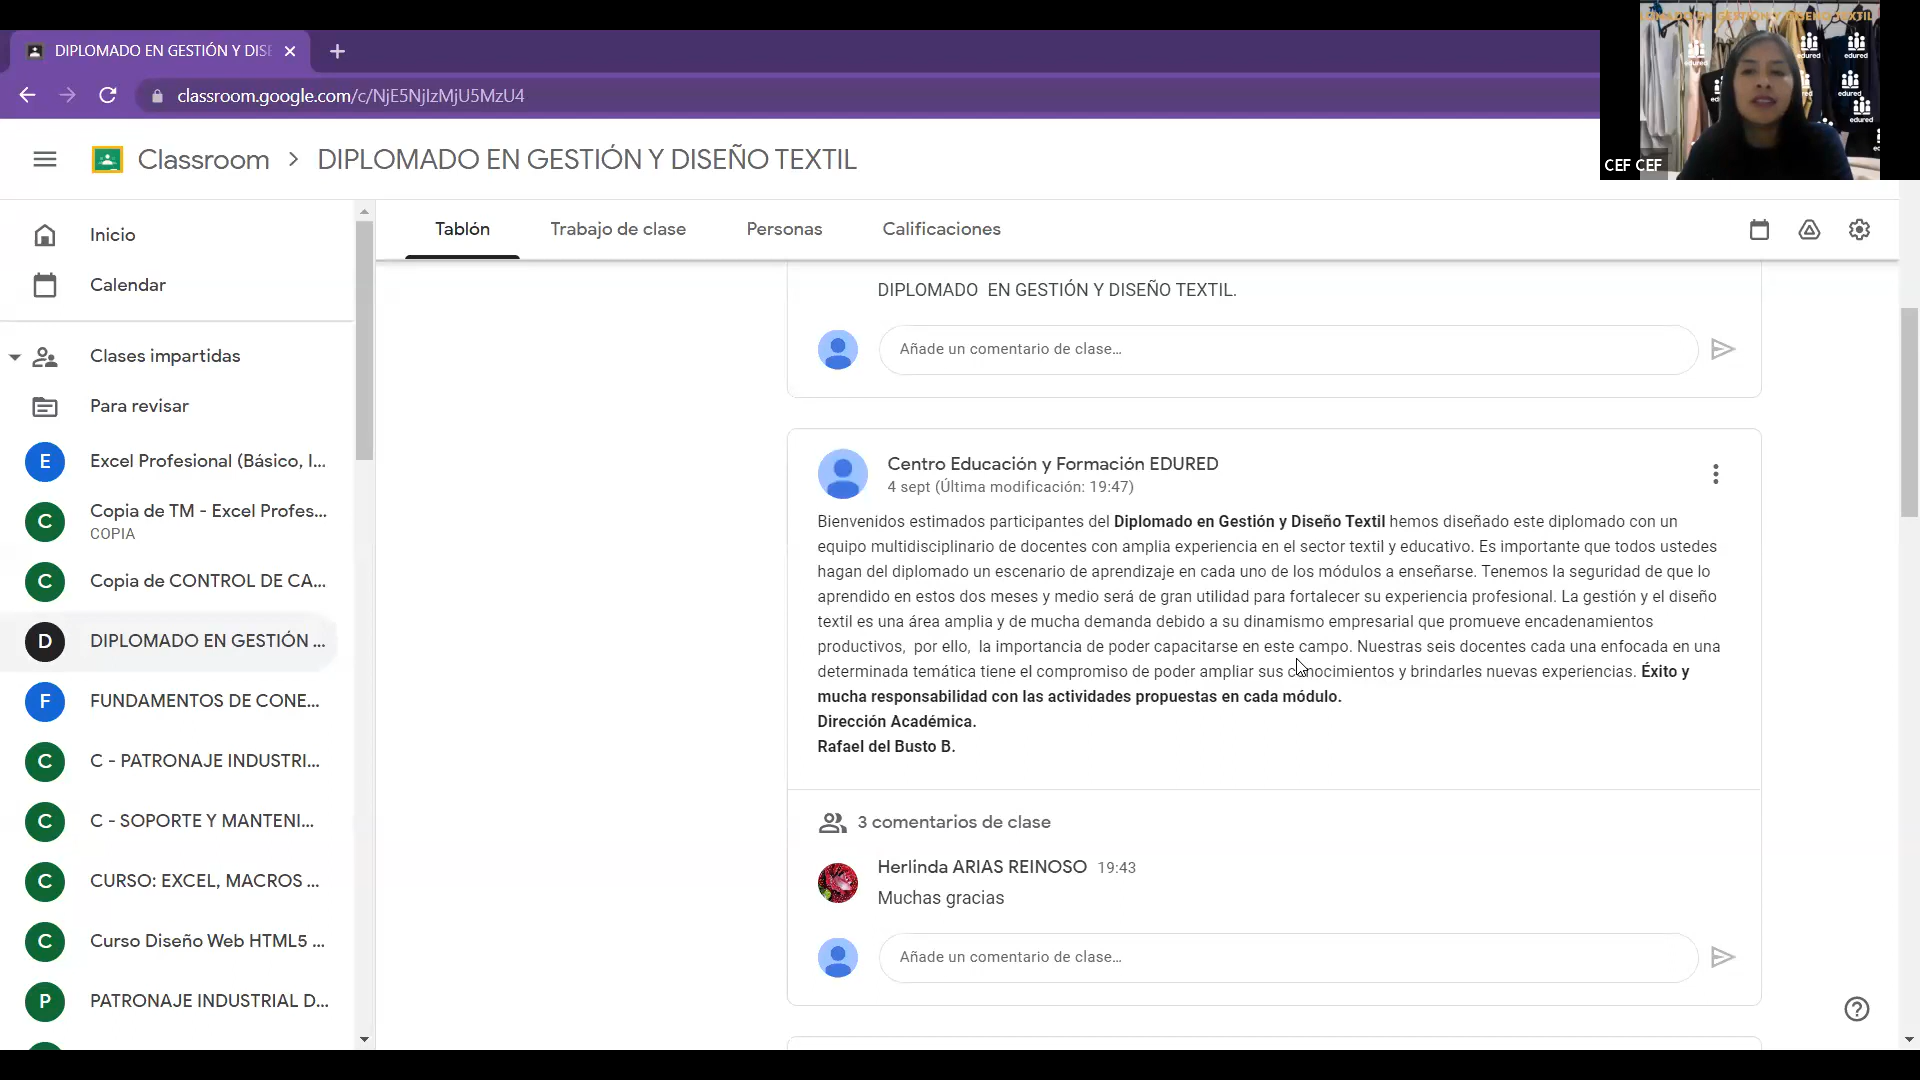 DIPLOMADO EN GESTIÓN Y DISE
classroom.google.com/c/NjE5NjIzMjU5MzU4
Classroom > DIPLOMADO EN GESTIÓN Y DISEÑO TEXTIL
edured
edured
edured
edured
CEF CEF
Inicio
Calendar
Clases impartidas
Para revisar
E Excel Profesional (Básico, I...
C Copia de TM - Excel Profes...
COPIA
C Copia de CONTROL DE CA...
D DIPLOMADO EN GESTIÓN ...
F FUNDAMENTOS DE CONE...
C C - PATRONAJE INDUSTRI...
C C - SOPORTE Y MANTENI...
C CURSO: EXCEL, MACROS ...
C Curso Diseño Web HTML5 ...
P PATRONAJE INDUSTRIAL D...
Tablón Trabajo de clase Personas Calificaciones
DIPLOMADO  EN GESTIÓN Y DISEÑO TEXTIL.
Añade un comentario de clase...
Centro Educación y Formación EDURED
4 sept (Última modificación: 19:47)
Bienvenidos estimados participantes del Diplomado en Gestión y Diseño Textil hemos diseñado este diplomado con un
equipo multidisciplinario de docentes con amplia experiencia en el sector textil y educativo. Es importante que todos ustedes
hagan del diplomado un escenario de aprendizaje en cada uno de los módulos a enseñarse. Tenemos la seguridad de que lo
aprendido en estos dos meses y medio será de gran utilidad para fortalecer su experiencia profesional. La gestión y el diseño
textil es una área amplia y de mucha demanda debido a su dinamismo empresarial que promueve encadenamientos
productivos,  por ello,  la importancia de poder capacitarse en este campo. Nuestras seis docentes cada una enfocada en una
determinada temática tiene el compromiso de poder ampliar sus conocimientos y brindarles nuevas experiencias. Éxito y
mucha responsabilidad con las actividades propuestas en cada módulo.
Dirección Académica.
Rafael del Busto B.
3 comentarios de clase
Herlinda ARIAS REINOSO 19:43
Muchas gracias
Añade un comentario de clase...